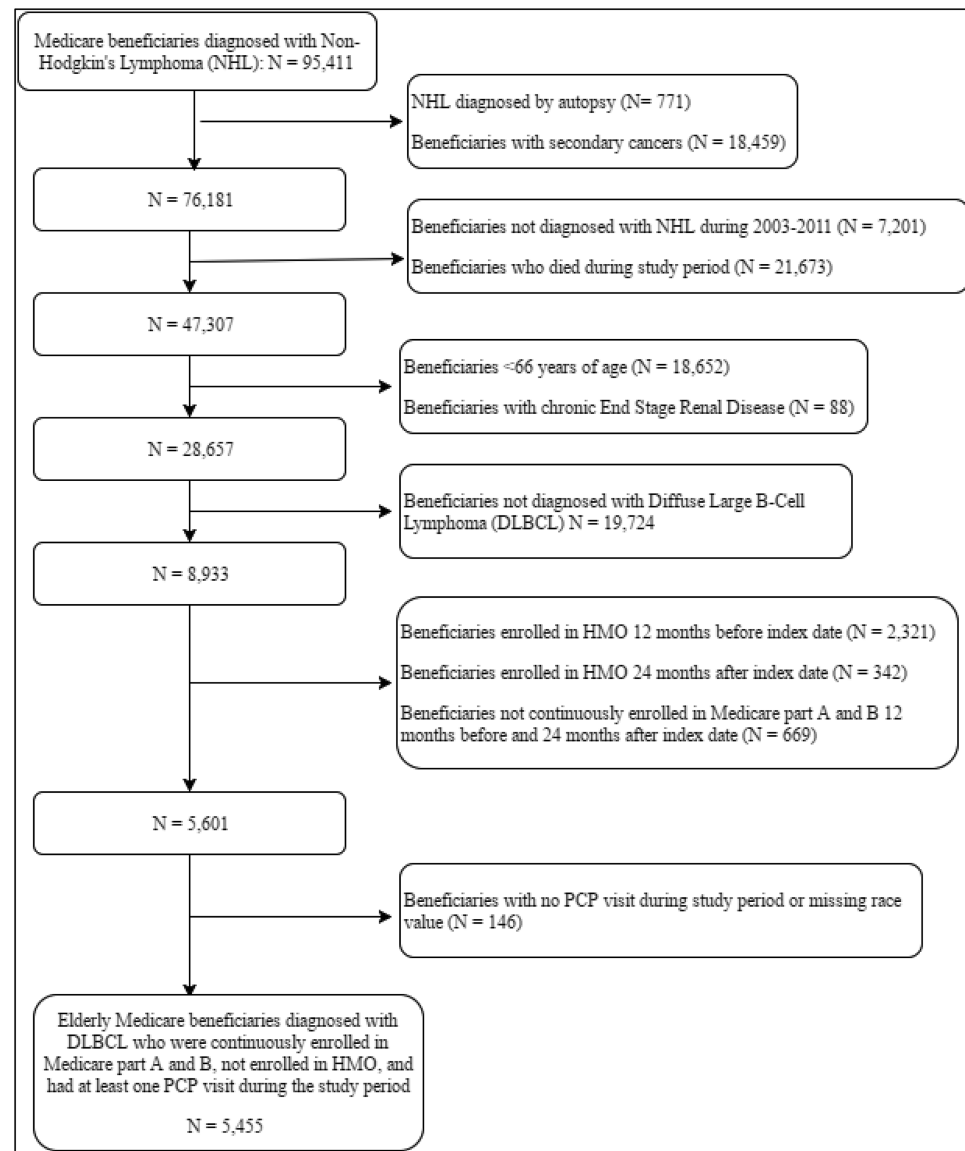 Medicare beneficiaries diagnosed with Non-
Hodgkin's Lymphoma (NHL): N = 95,411
NHL diagnosed by autopsy (N= 771)
Beneficiaries with secondary cancers (N = 18,459)
N = 76,181
Beneficiaries not diagnosed with NHL during 2003-2011 (N = 7,201)
Beneficiaries who died during study period (N = 21,673)
N = 47,307
Beneficiaries <66 years of age (N = 18,652)
Beneficiaries with chronic End Stage Renal Disease (N = 88)
N = 28,657
Beneficiaries not diagnosed with Diffuse Large B-Cell
Lymphoma (DLBCL) N = 19,724
N = 8,933
Beneficiaries enrolled in HMO 12 months before index date (N = 2,321)
Beneficiaries enrolled in HMO 24 months after index date (N = 342)
Beneficiaries not continuously enrolled in Medicare part A and B 12
months before and 24 months after index date (N = 669)
N = 5,601
Beneficiaries with no PCP visit during study period or missing race
value (N = 146)
Elderly Medicare beneficiaries diagnosed with
DLBCL who were continuously enrolled in
Medicare part A and B, not enrolled in HMO, and
had at least one PCP visit during the study period
N = 5,455